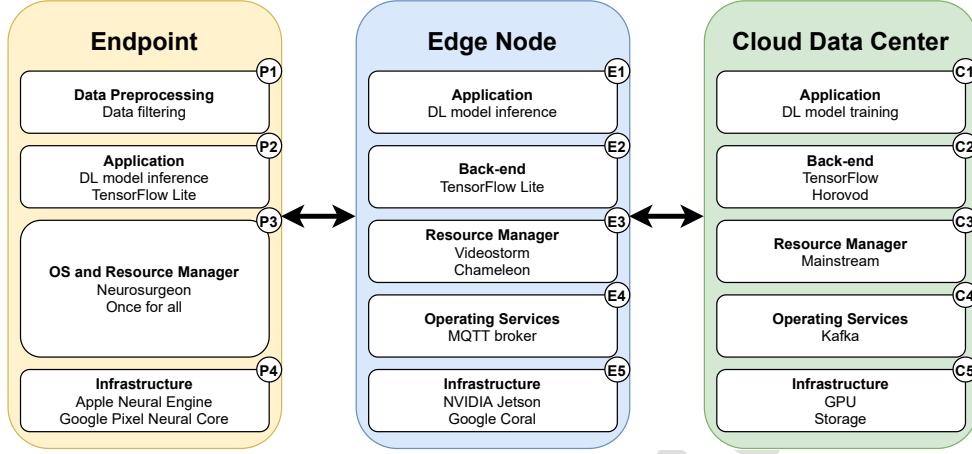 Endpoint
P1
Data Preprocessing
Data filtering
P2
Application
DL model inference
TensorFlow Lite
P3
OS and Resource Manager
Neurosurgeon
Once for all
P4
Infrastructure
Apple Neural Engine
Google Pixel Neural Core
Edge Node
E1
Application
DL model inference
E2
Back-end
TensorFlow Lite
E3
Resource Manager
Videostorm
Chameleon
E4
Operating Services
MQTT broker
E5
Infrastructure
NVIDIA Jetson
Google Coral
Cloud Data Center
C1
Application
DL model training
C2
Back-end
TensorFlow
Horovod
C3
Resource Manager
Mainstream
C4
Operating Services
Kafka
C5
Infrastructure
GPU
Storage